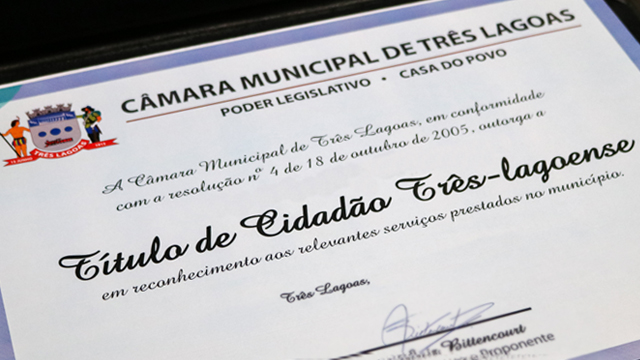 CÂMARA MUNICIPAL DE TRÊS LAGOAS
PODER LEGISLATIVO • CASA DO POVO
TRÊS LAGOAS
A Câmara Municipal de Três Lagoas, em conformidade
com a resolução nº 4 de 18 de outubro de 2005, outorga a
Título de Cidadão Três-lagoense
em reconhecimento aos relevantes serviços prestados no município.
Três Lagoas,
Bittencourt
e Proponente